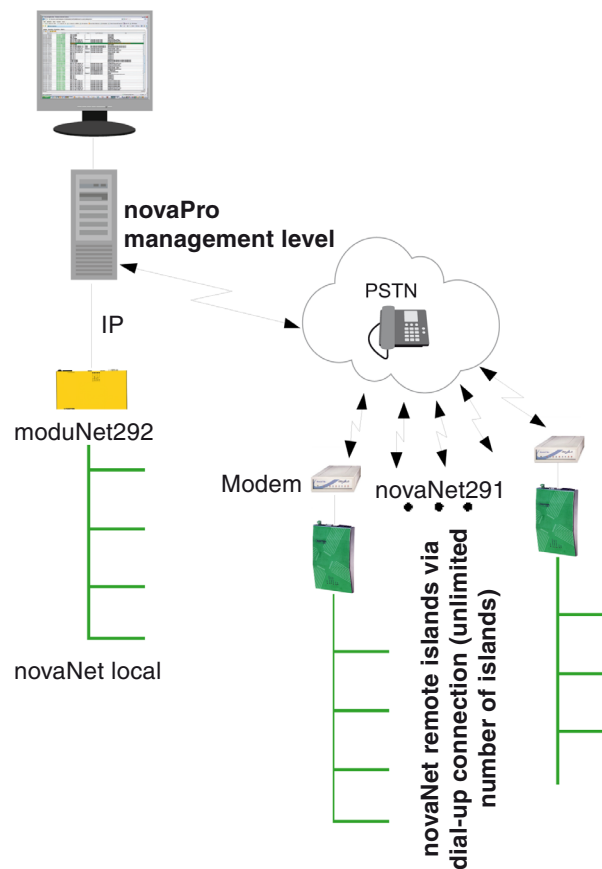 novaPro
management level
PSTN
IP
moduNet292
Modem
novaNet291
novaNet local
novaNet remote islands via
dial-up connection (unlimited
number of islands)